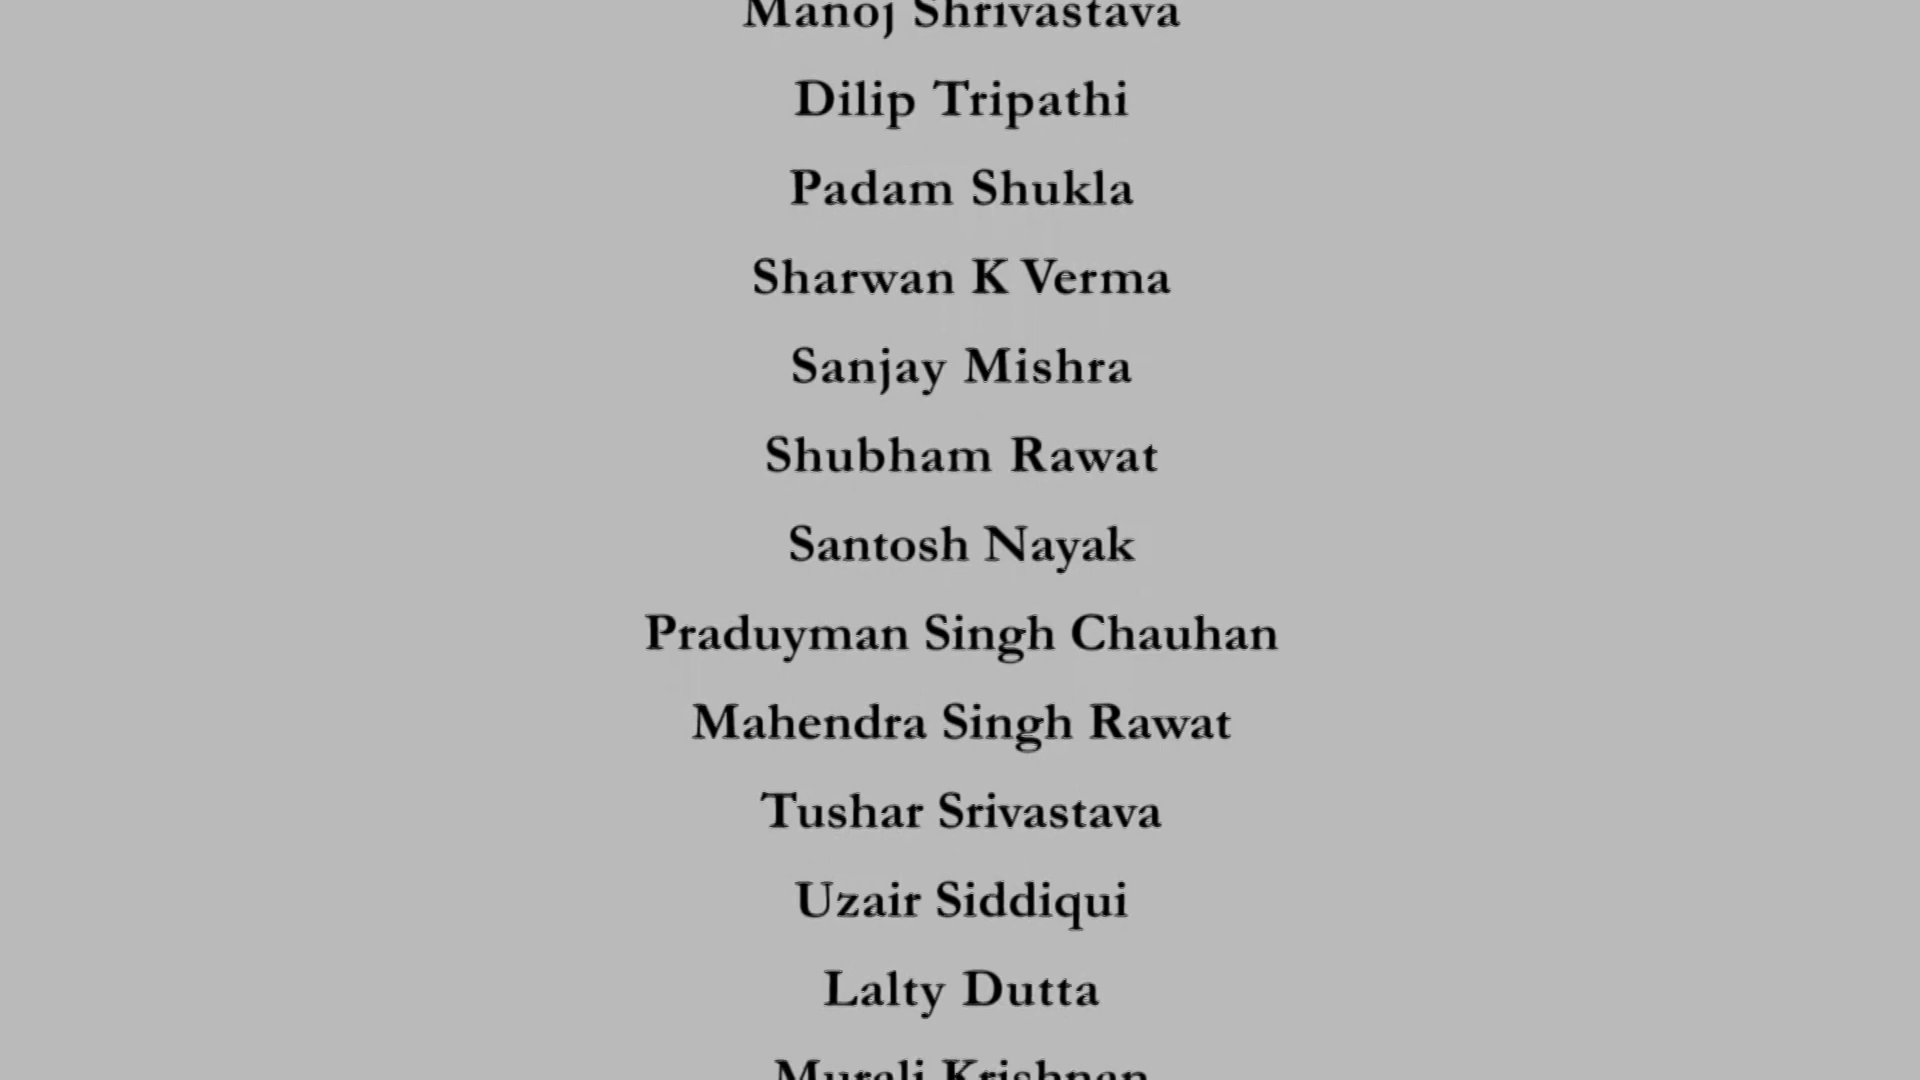 Manoj Shrivastava
Dilip Tripathi
Padam Shukla
Sharwan K Verma
Sanjay Mishra
Shubham Rawat
Santosh Nayak
Praduyman Singh Chauhan
Mahendra Singh Rawat
Tushar Srivastava
Uzair Siddiqui
Lalty Dutta
Murali Krishnan